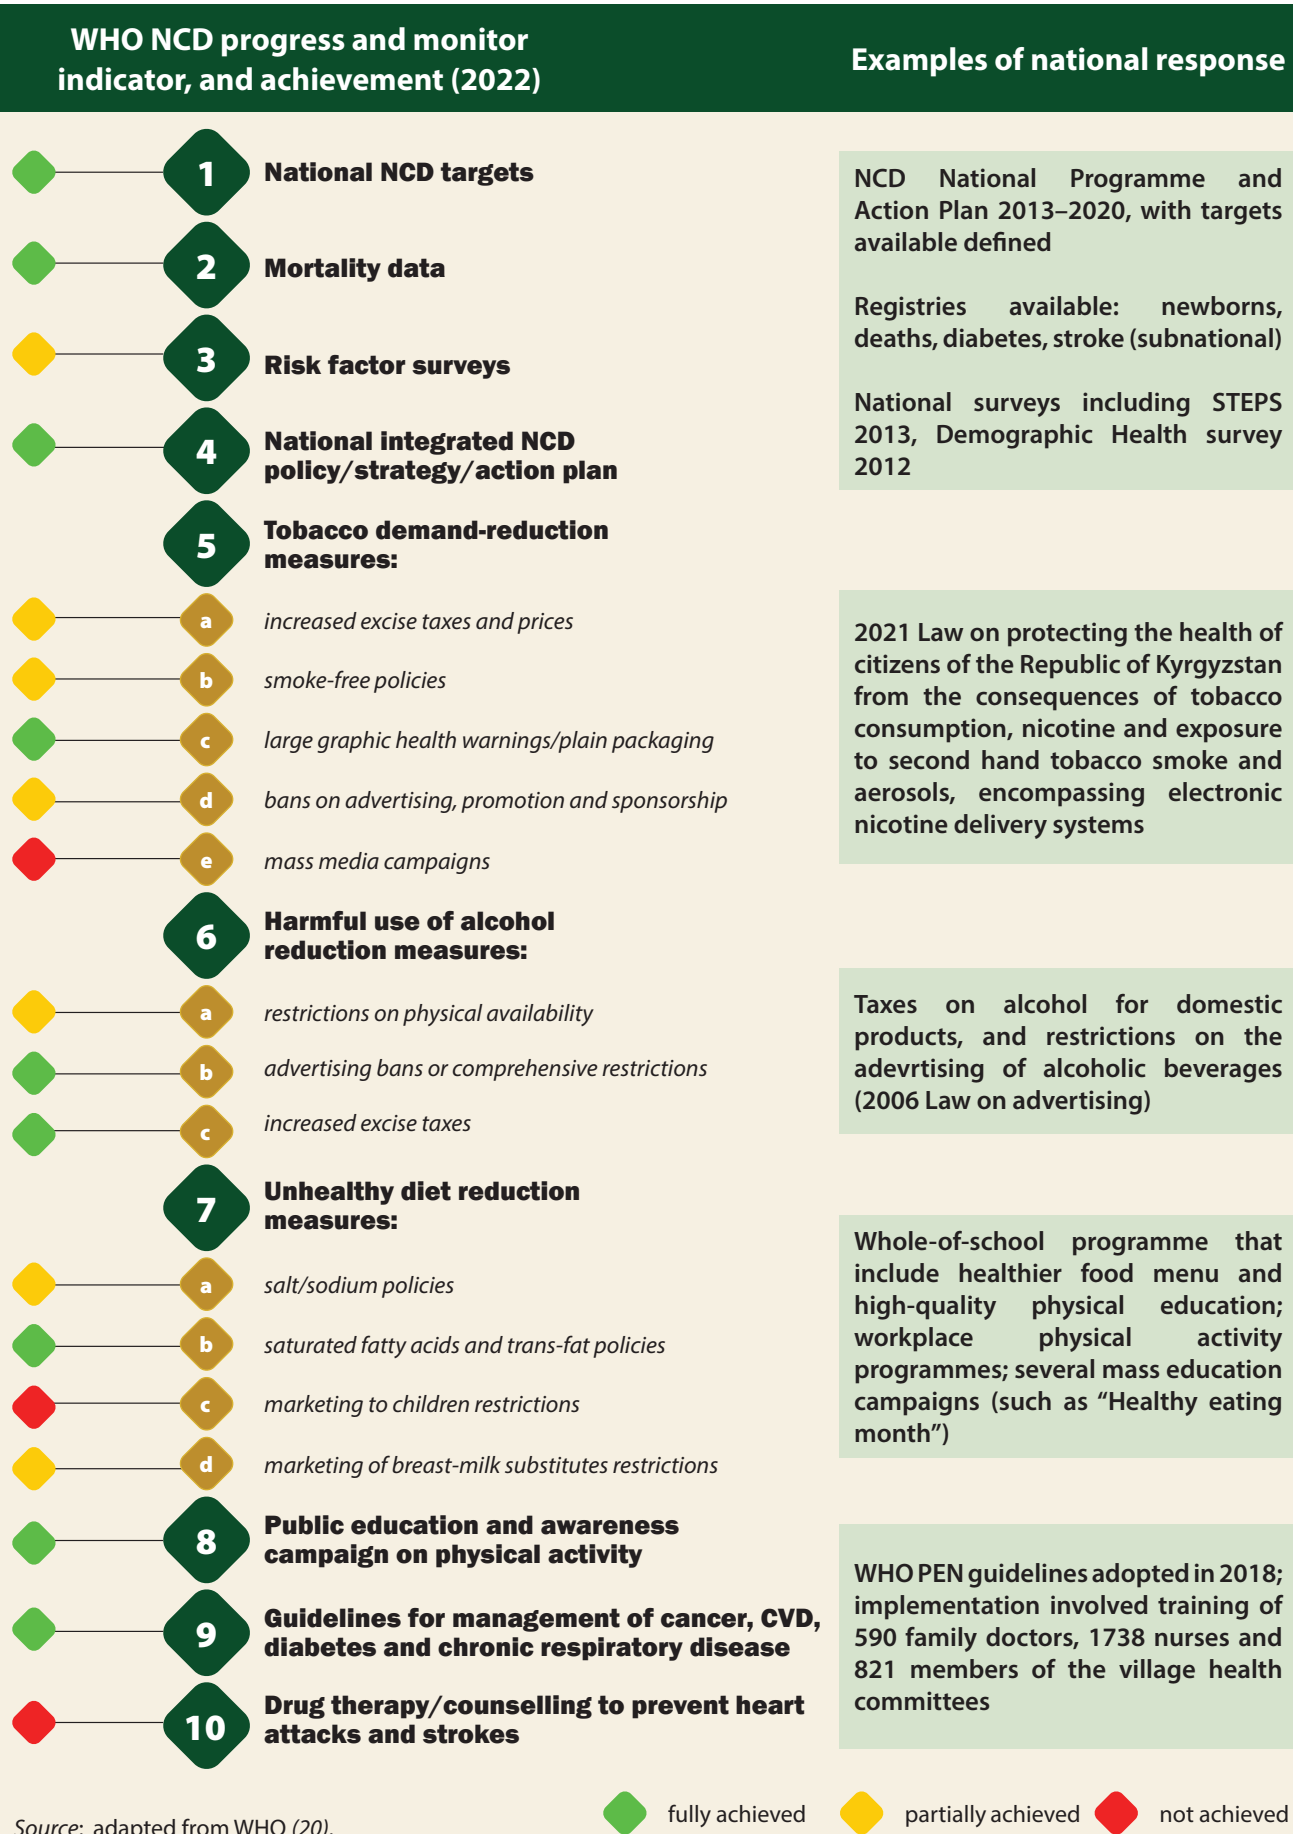 WHO NCD progress and monitor
indicator, and achievement (2022)
Examples of national response
1
National NCD targets
2
Mortality data
3
Risk factor surveys
4
National integrated NCD
policy/strategy/action plan
NCD National Programme and
Action Plan 2013–2020, with targets
available defined
Registries available: newborns,
deaths, diabetes, stroke (subnational)
National surveys including STEPS
2013, Demographic Health survey
2012
5
Tobacco demand-reduction
measures:
a
increased excise taxes and prices
b
smoke-free policies
c
large graphic health warnings/plain packaging
d
bans on advertising, promotion and sponsorship
e
mass media campaigns
2021 Law on protecting the health of
citizens of the Republic of Kyrgyzstan
from the consequences of tobacco
consumption, nicotine and exposure
to second hand tobacco smoke and
aerosols, encompassing electronic
nicotine delivery systems
6
Harmful use of alcohol
reduction measures:
a
restrictions on physical availability
b
advertising bans or comprehensive restrictions
c
increased excise taxes
Taxes on alcohol for domestic
products, and restrictions on the
adevrtising of alcoholic beverages
(2006 Law on advertising)
7
Unhealthy diet reduction
measures:
a
salt/sodium policies
b
saturated fatty acids and trans-fat policies
c
marketing to children restrictions
d
marketing of breast-milk substitutes restrictions
Whole-of-school programme that
include healthier food menu and
high-quality physical education;
workplace physical activity
programmes; several mass education
campaigns (such as “Healthy eating
month”)
8
Public education and awareness
campaign on physical activity
9
Guidelines for management of cancer, CVD,
diabetes and chronic respiratory disease
10
Drug therapy/counselling to prevent heart
attacks and strokes
WHO PEN guidelines adopted in 2018;
implementation involved training of
590 family doctors, 1738 nurses and
821 members of the village health
committees
fully achieved
partially achieved
not achieved
Source: adapted from WHO (20).